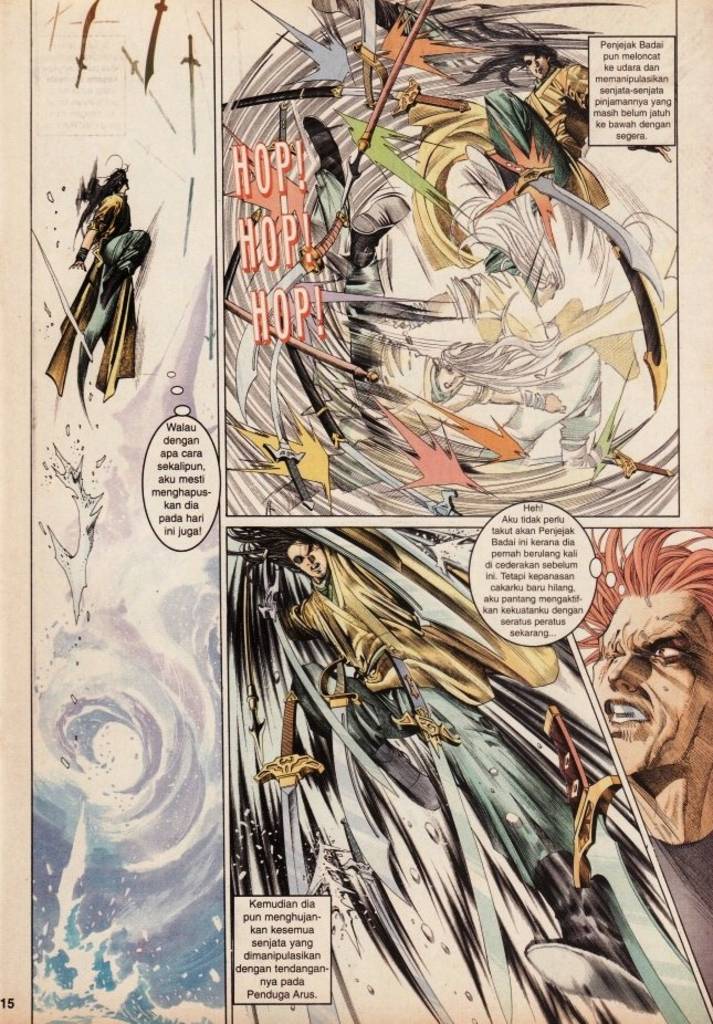 Penjejak Badai
pun meloncat
ke udara dan
memanipulasikan
senjata-senjata
pinjamannya yang
masih belum jatuh
ke bawah dengan
segera.
HOP!
HOP!
HOP!
Walau
dengan
apa cara
sekalipun,
aku mesti
menghapus-
kan dia
pada hari
ini juga!
Heh!
Aku tidak perlu
takut akan Penjejak
Badai ini kerana dia
pernah berulang kali
di cederakan sebelum
ini. Tetapi kepanasan
cakarku baru hilang,
aku pantang mengaktif-
kan kekuatanku dengan
seratus peratus
sekarang...
Kemudian dia
pun menghujan-
kan kesemua
senjata yang
dimanipulasikan
dengan tendangan-
nya pada
Penduga Arus.
15